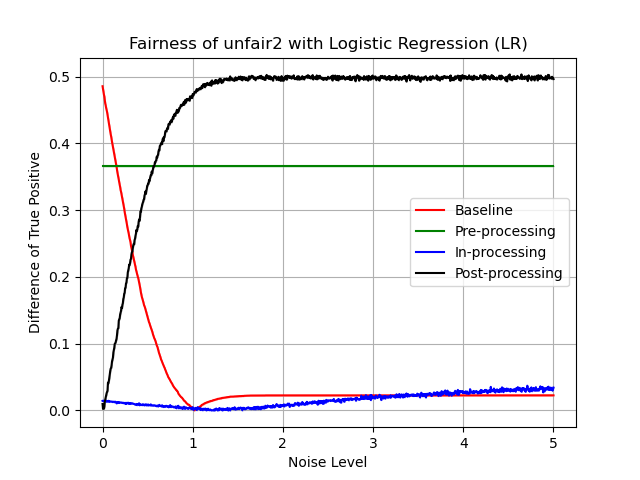 Fairness of unfair2 with Logistic Regression (LR)
Difference of True Positive
0.5
0.4
0.3
0.2
0.1
0.0
Baseline
Pre-processing
In-processing
Post-processing
0 1 2 3 4 5
Noise Level